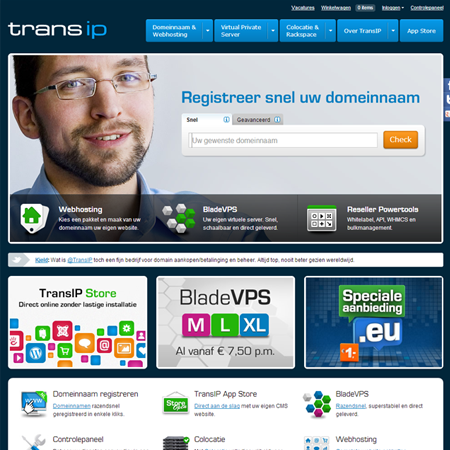 Vacatures Winkelwagen 0 items Inloggen Controlepaneel
trans ip
Domeinnaam & Webhosting
Virtual Private Server
Colocatie & Rackspace
Over TransIP
App Store
Registreer snel uw domeinnaam
Snel Geavanceerd
Uw gewenste domeinnaam Check
Webhosting
Kies een pakket en maak van uw domeinnaam uw eigen website.
BladeVPS
Uw eigen virtuele server. Snel, schaalbaar en direct geleverd.
Reseller Powertools
Whitelabel, API, WHMCS en bulkmanagement.
Kjeld: Wat is @TransIP toch een fijn bedrijf voor domein aankopen/betalinging en beheer. Altijd top, nooit beter gezien wereldwijd.
TransIP Store
Direct online zonder lastige installatie
BladeVPS
M L XL
Al vanaf € 7,50 p.m.
Speciale aanbieding
.eu
1.-
Domeinnaam registreren
Domeinnamen razendsnel geregistreerd in enkele kliks.
TransIP App Store
Direct aan de slag met uw eigen CMS website.
Store Open
BladeVPS
Razendsnel, superstabiel en direct geleverd.
Controlepaneel
Colocatie
Webhosting